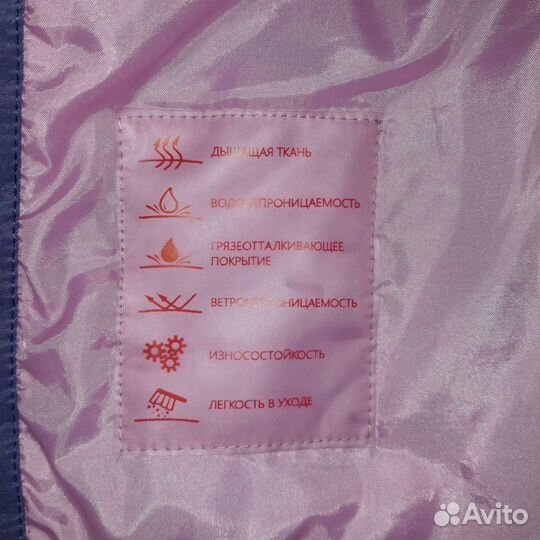 ДЫШАЩАЯ ТКАНЬ
ВОДОНЕПРОНИЦАЕМОСТЬ
ГРЯЗЕОТТАЛКИВАЮЩЕЕ
ПОКРЫТИЕ
ВЕТРОНЕПРОНИЦАЕМОСТЬ
ИЗНОСОСТОЙКОСТЬ
ЛЕГКОСТЬ В УХОДЕ
Avito